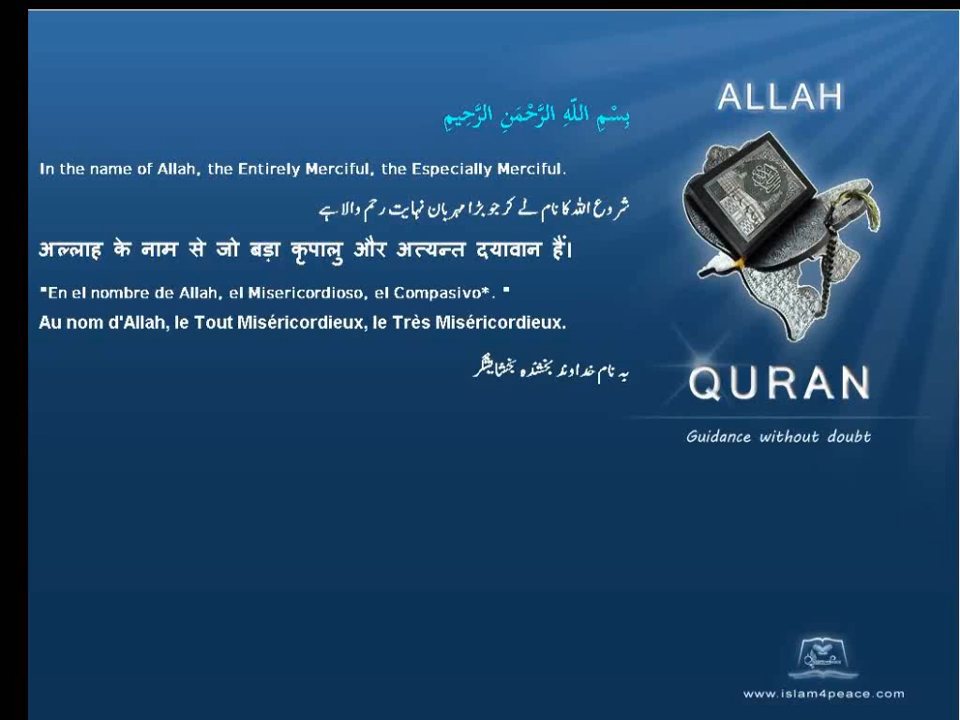 بِسْمِ اللَّهِ الرَّحْمَنِ الرَّحِيمِ
In the name of Allah, the Entirely Merciful, the Especially Merciful.
شروع الله کا نام لے کر جو بڑا مہربان نہایت رحم والا ہے
अल्लाह के नाम से जो बड़ा कृपालु और अत्यन्त दयावान हैं।
"En el nombre de Allah, el Misericordioso, el Compasivo*. "
Au nom d'Allah, le Tout Miséricordieux, le Très Miséricordieux.
به نام خداوند بخشنده بخشایشگر
ALLAH
QURAN
Guidance without doubt
www.islam4peace.com